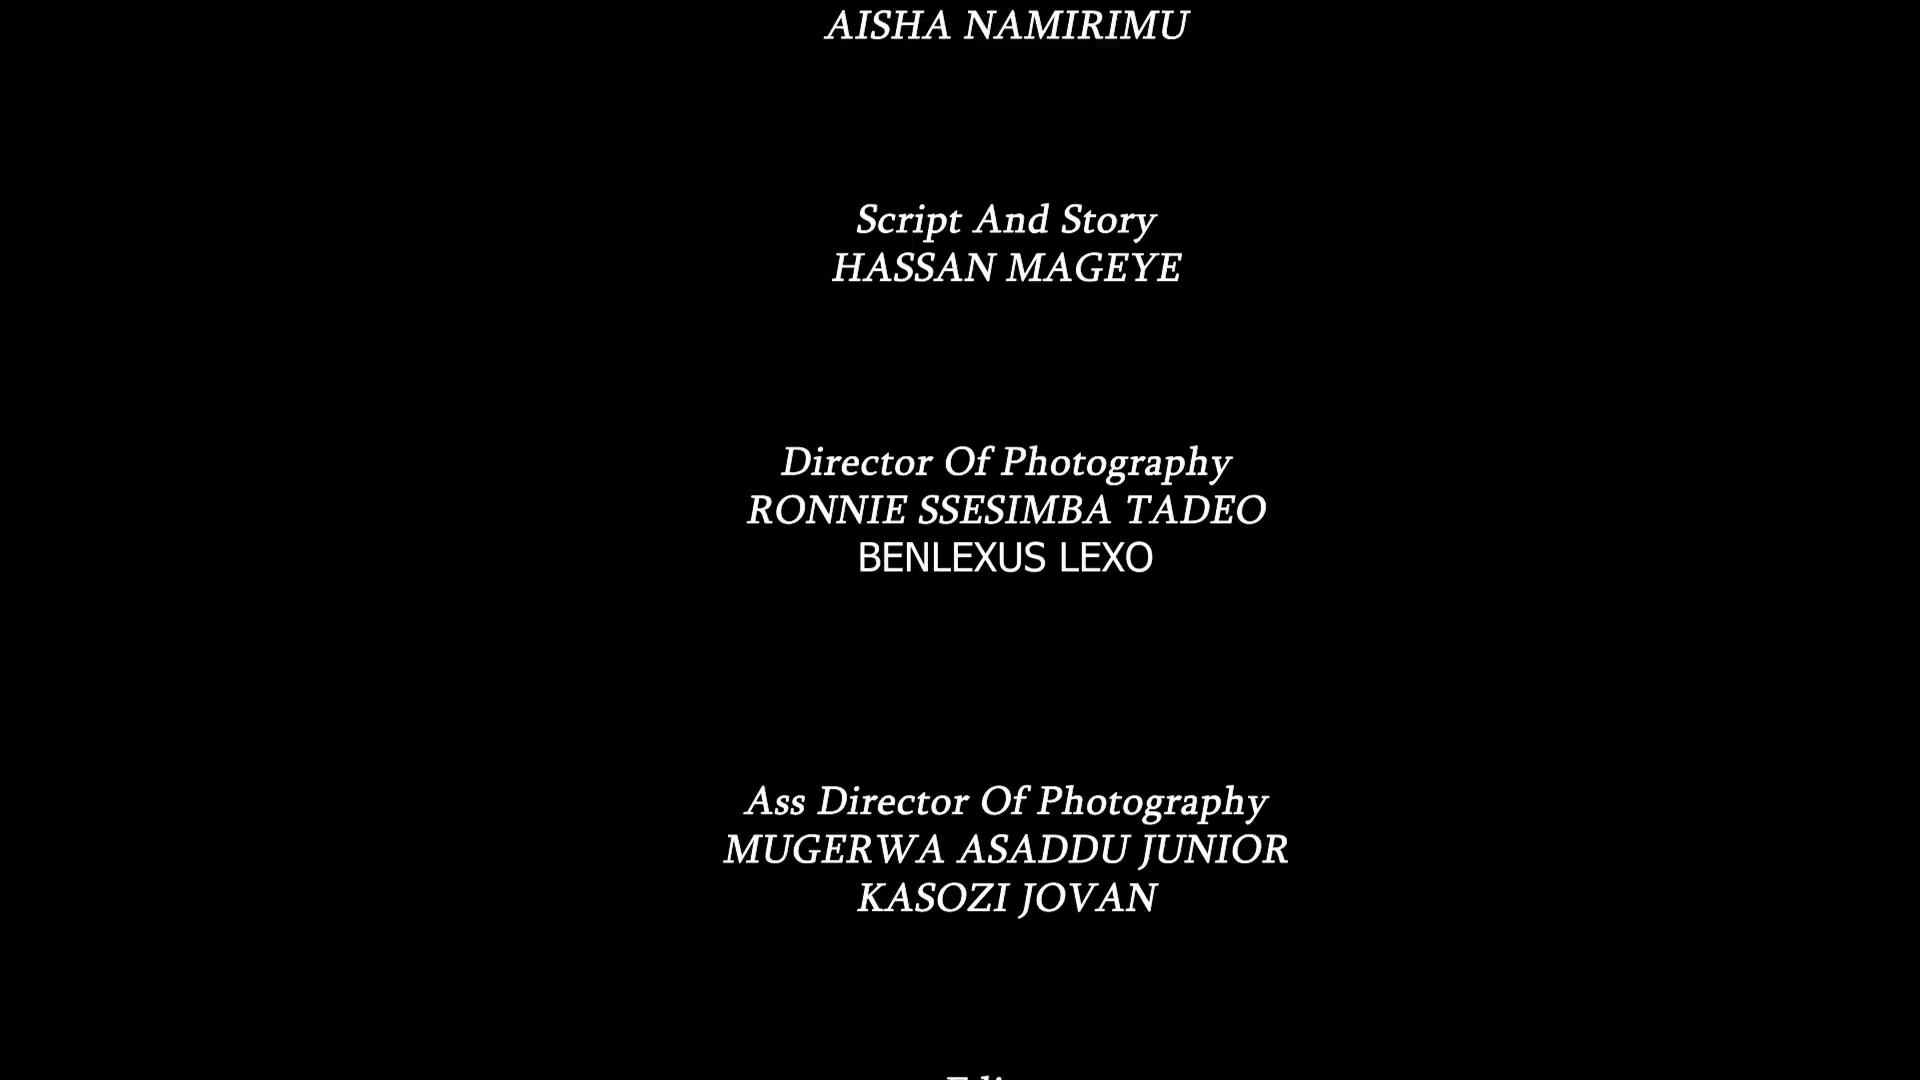 AISHA NAMIRIMU
Script And Story
HASSAN MAGEYE
Director Of Photography
RONNIE SSESIMBA TADEO
BENLEXUS LEXO
Ass Director Of Photography
MUGERWA ASADDU JUNIOR
KASOZI JOVAN